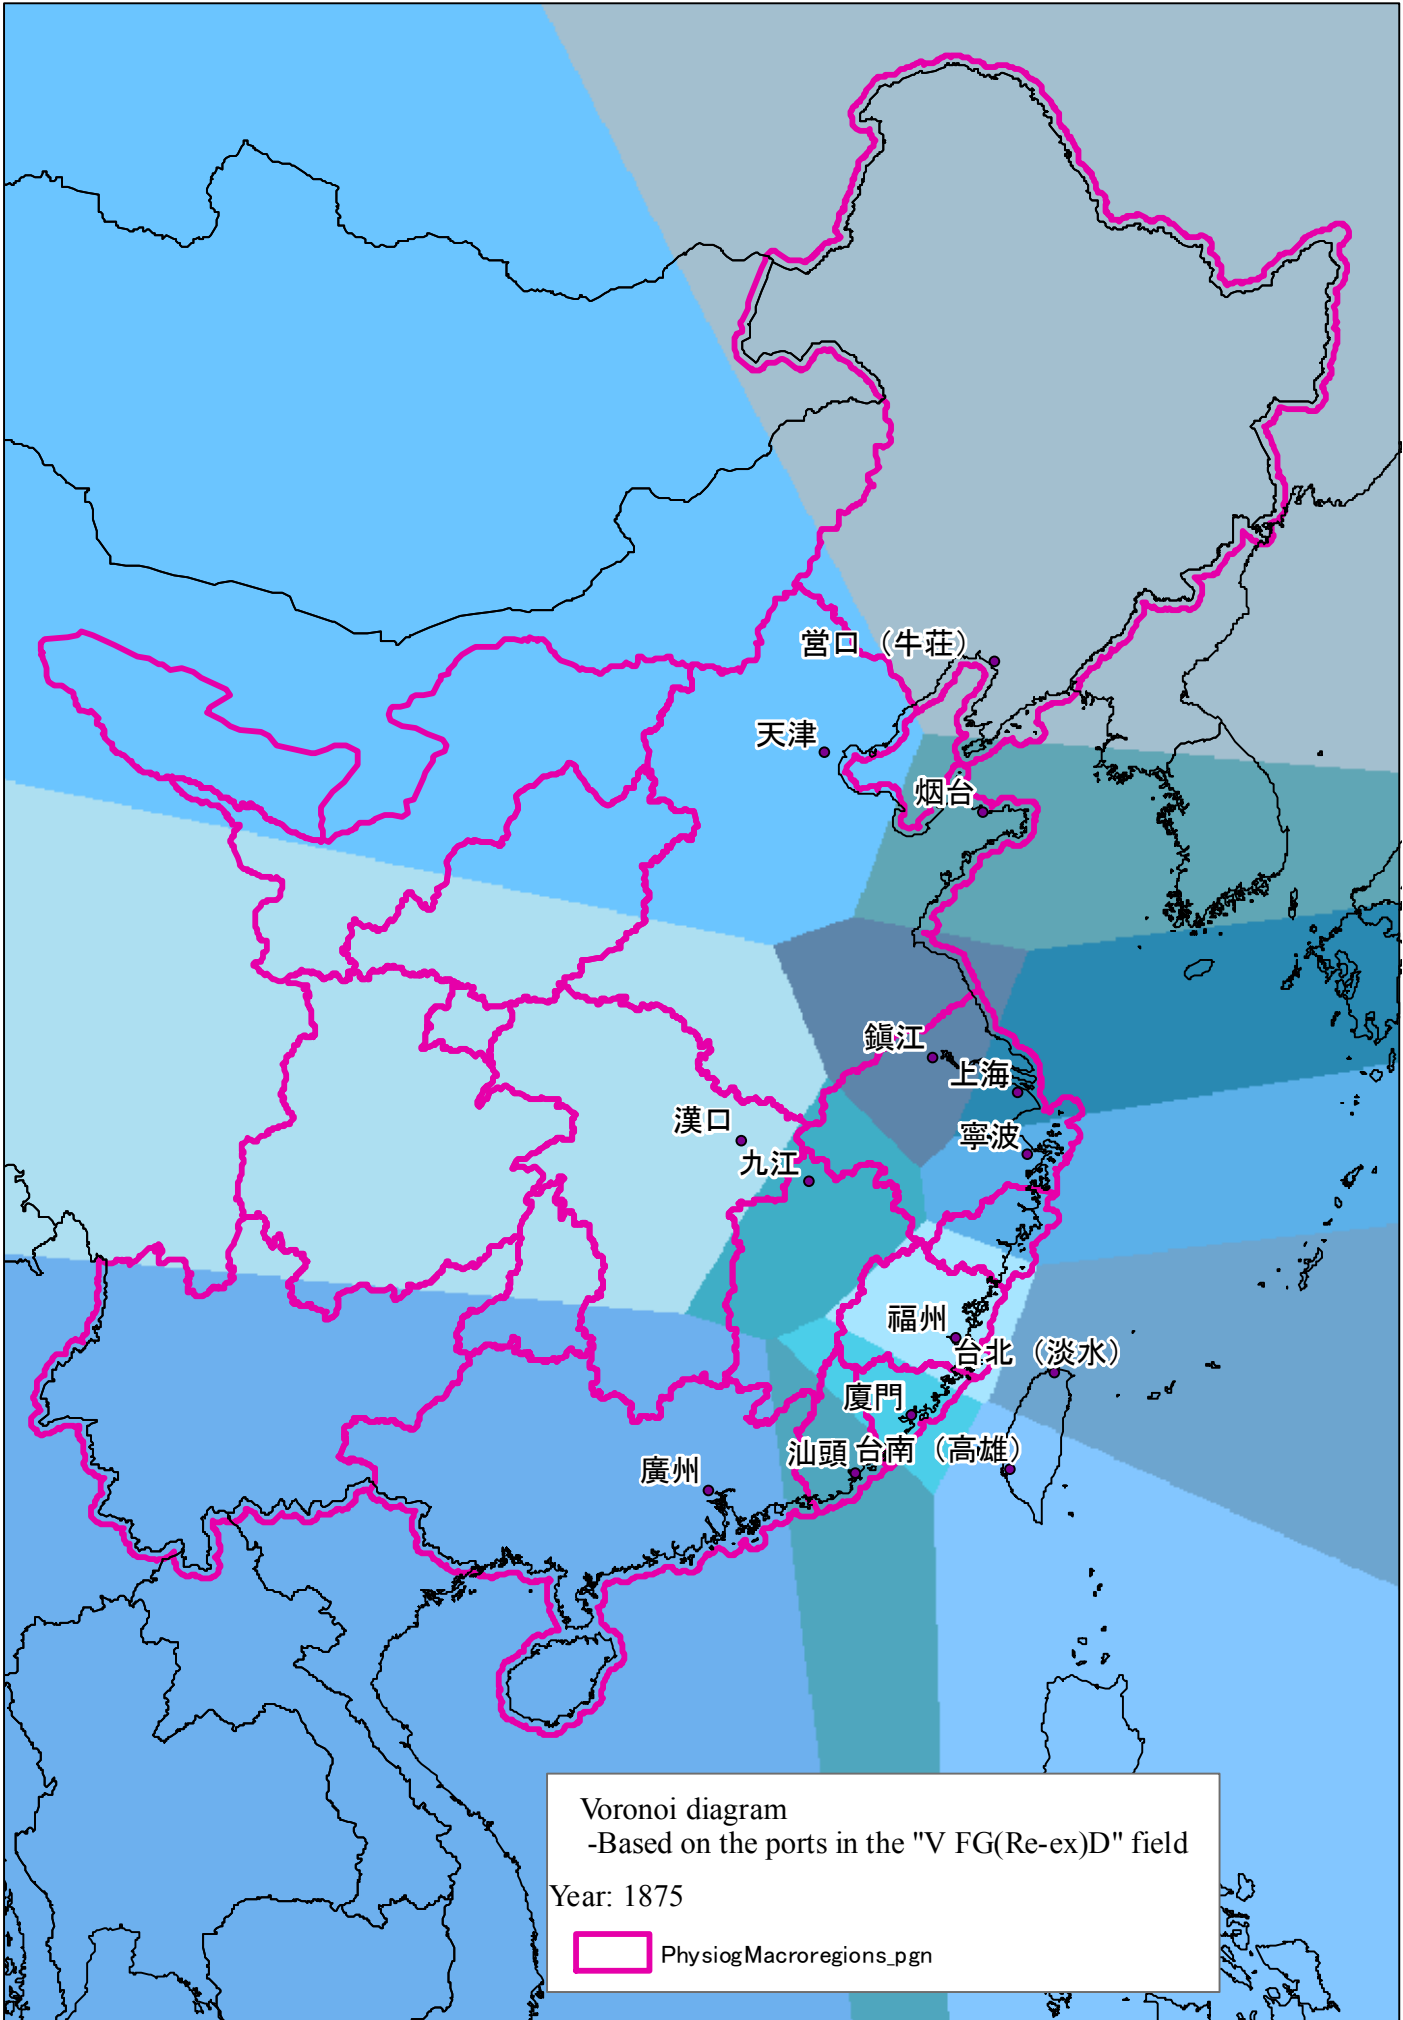 営口（牛荘）
天津
烟台
鎭江
上海
漢口
寧波
九江
福州
台北（淡水）
廈門
汕頭
台南（高雄）
廣州
Voronoi diagram
-Based on the ports in the "V FG(Re-ex)D" field
Year: 1875
PhysiogMacroregions_pgn